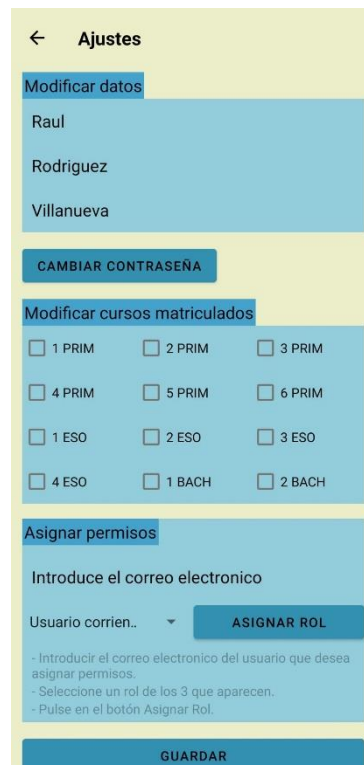 Ajustes
Modificar datos
Raul
Rodriguez
Villanueva
CAMBIAR CONTRASEÑA
Modificar cursos matriculados
1 PRIM 2 PRIM 3 PRIM
4 PRIM 5 PRIM 6 PRIM
1 ESO 2 ESO 3 ESO
4 ESO 1 BACH 2 BACH
Asignar permisos
Introduce el correo electronico
Usuario corrien.. ASIGNAR ROL
- Introducir el correo electronico del usuario que desea
asignar permisos.
- Seleccione un rol de los 3 que aparecen.
- Pulse en el botón Asignar Rol.
GUARDAR